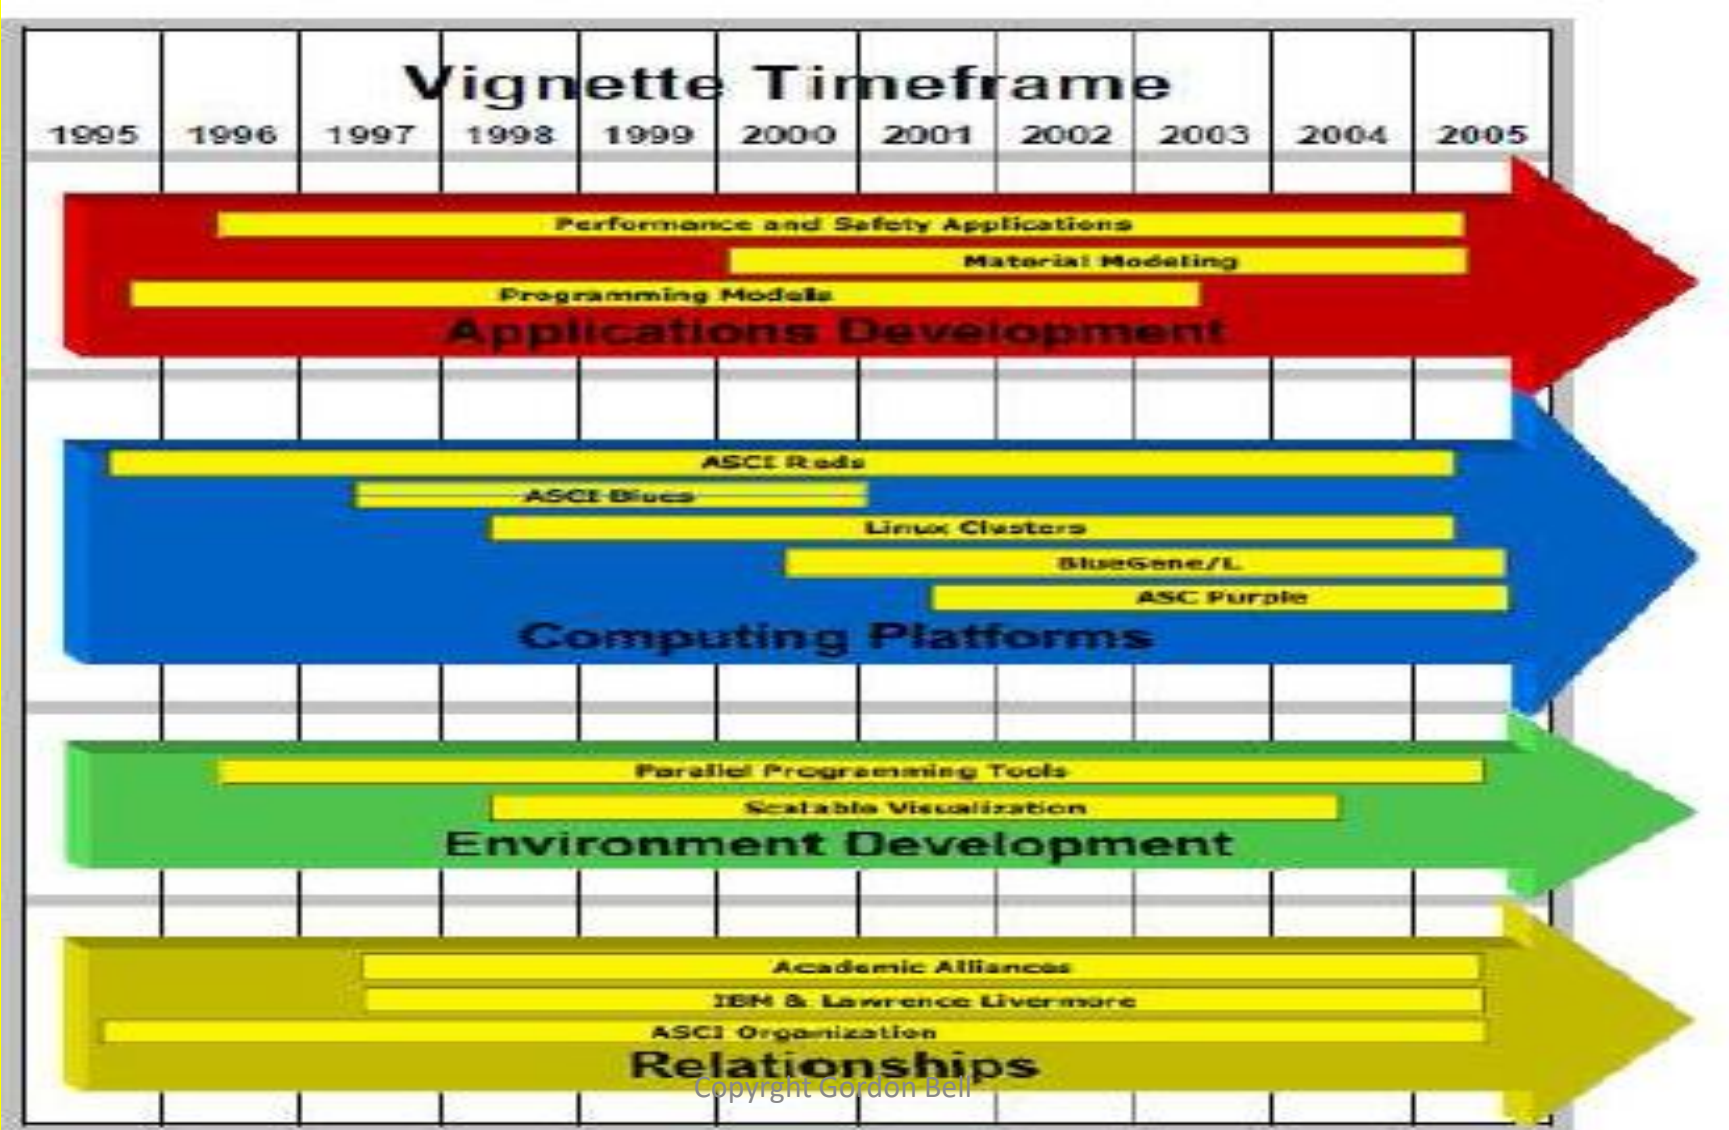 Vignette Timeframe
1995 1996 1997 1998 1999 2000 2001 2002 2003 2004 2005
Performance and Safety Applications
Material Modeling
Programming Models
Applications Development
ASCI Reds
ASCI Blues
Linux Clusters
BlueGene/L
ASC Purple
Computing Platforms
Parallel Programming Tools
Scalable Visualization
Environment Development
Academic Alliances
IBM & Lawrence Livermore
ASCI Organization
Relationships
Copyrght Gordon Bell